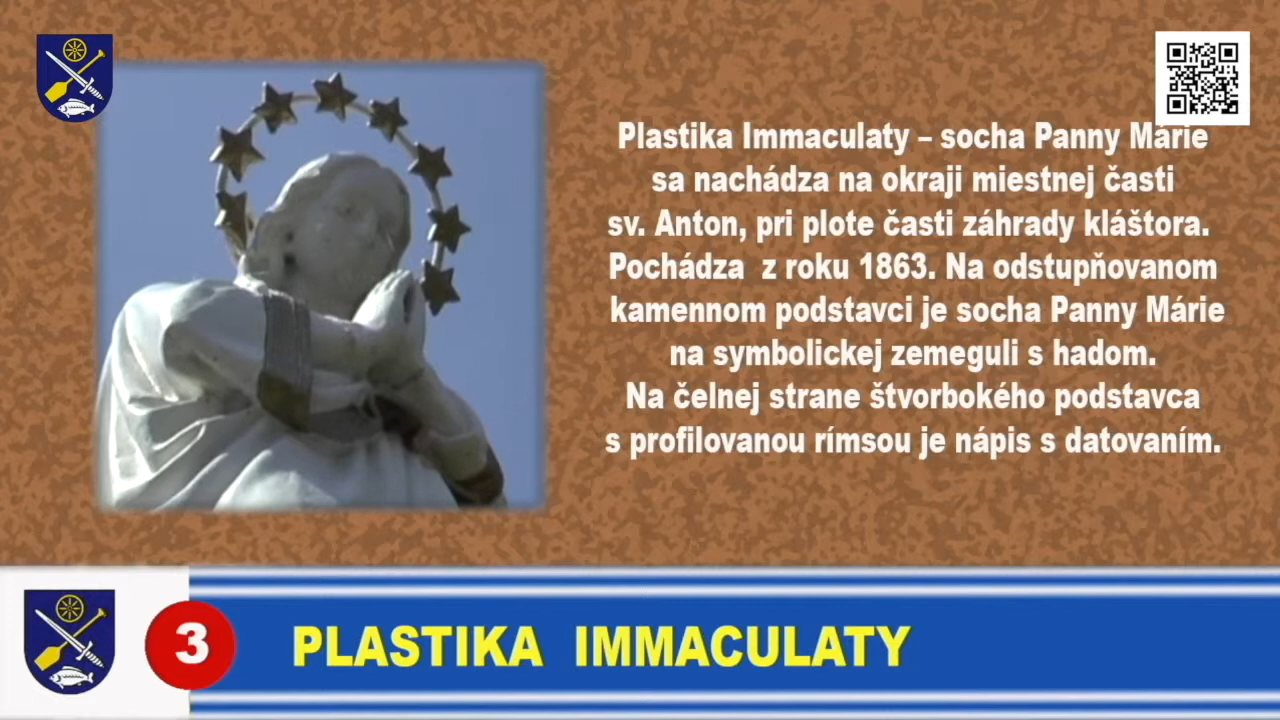 Plastika Immaculaty – socha Panny Márie
sa nachádza na okraji miestnej časti
sv. Anton, pri plote časti záhrady kláštora.
Pochádza z roku 1863. Na odstupňovanom
kamennom podstavci je socha Panny Márie
na symbolickej zemeguli s hadom.
Na čelnej strane štvorbokého podstavca
s profilovanou rímsou je nápis s datovaním.
3
PLASTIKA IMMACULATY